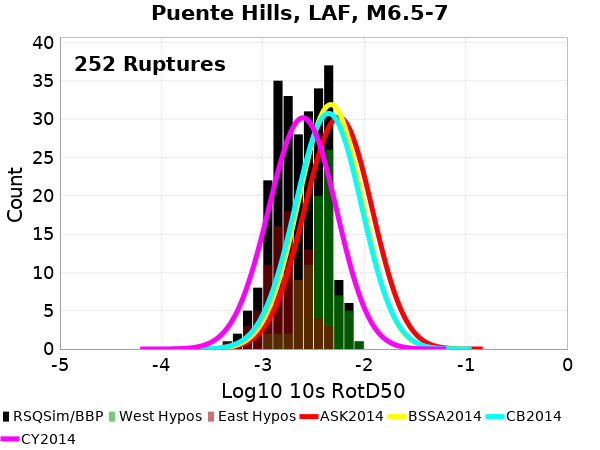 Puente Hills, LAF, M6.5-7
252 Ruptures
40
35
30
25
20
15
10
5
0
Count
-5 -4 -3 -2 -1 0
Log10 10s RotD50
RSQSim/BBP West Hypos East Hypos ASK2014 BSSA2014 CB2014
CY2014